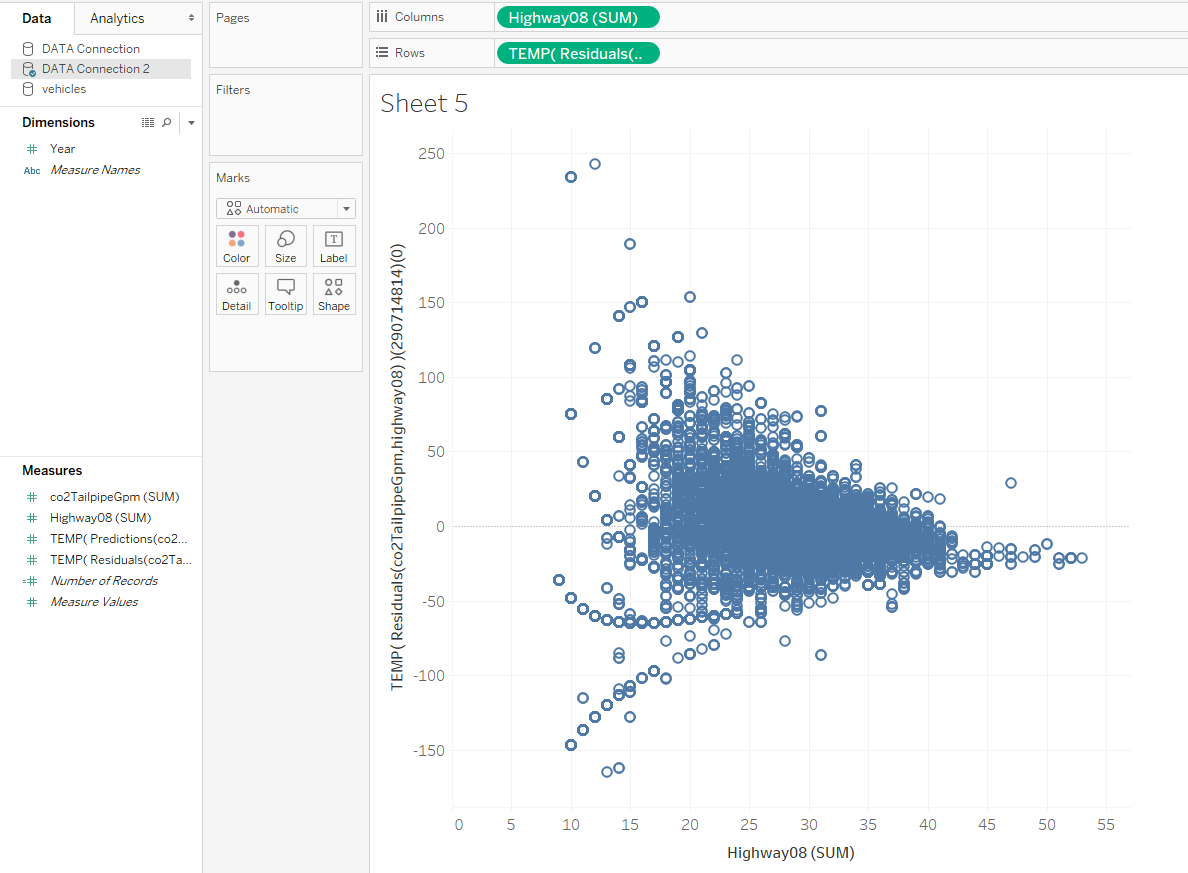 Data
Analytics
DATA Connection
DATA Connection 2
vehicles
Dimensions
Year
Abc Measure Names
Measures
co2TailpipeGpm (SUM)
Highway08 (SUM)
TEMP( Predictions(co2...
TEMP( Residuals(co2Ta...
Number of Records
Measure Values
Pages
Filters
Marks
Automatic
Color Size Label
Detail Tooltip Shape
Columns Highway08 (SUM)
Rows TEMP( Residuals(..
Sheet 5
TEMP( Residuals(co2TailpipeGpm,highway08) )(290714814)(0)
250
200
150
100
50
0
-50
-100
-150
0 5 10 15 20 25 30 35 40 45 50 55
Highway08 (SUM)